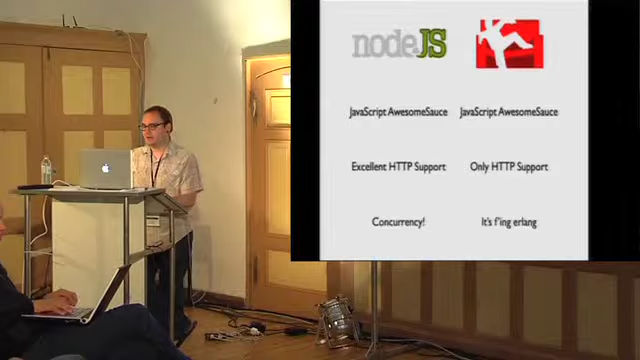 nodeJS
JavaScript AwesomeSauce JavaScript AwesomeSauce
Excellent HTTP Support Only HTTP Support
Concurrency! It's f'ing erlang